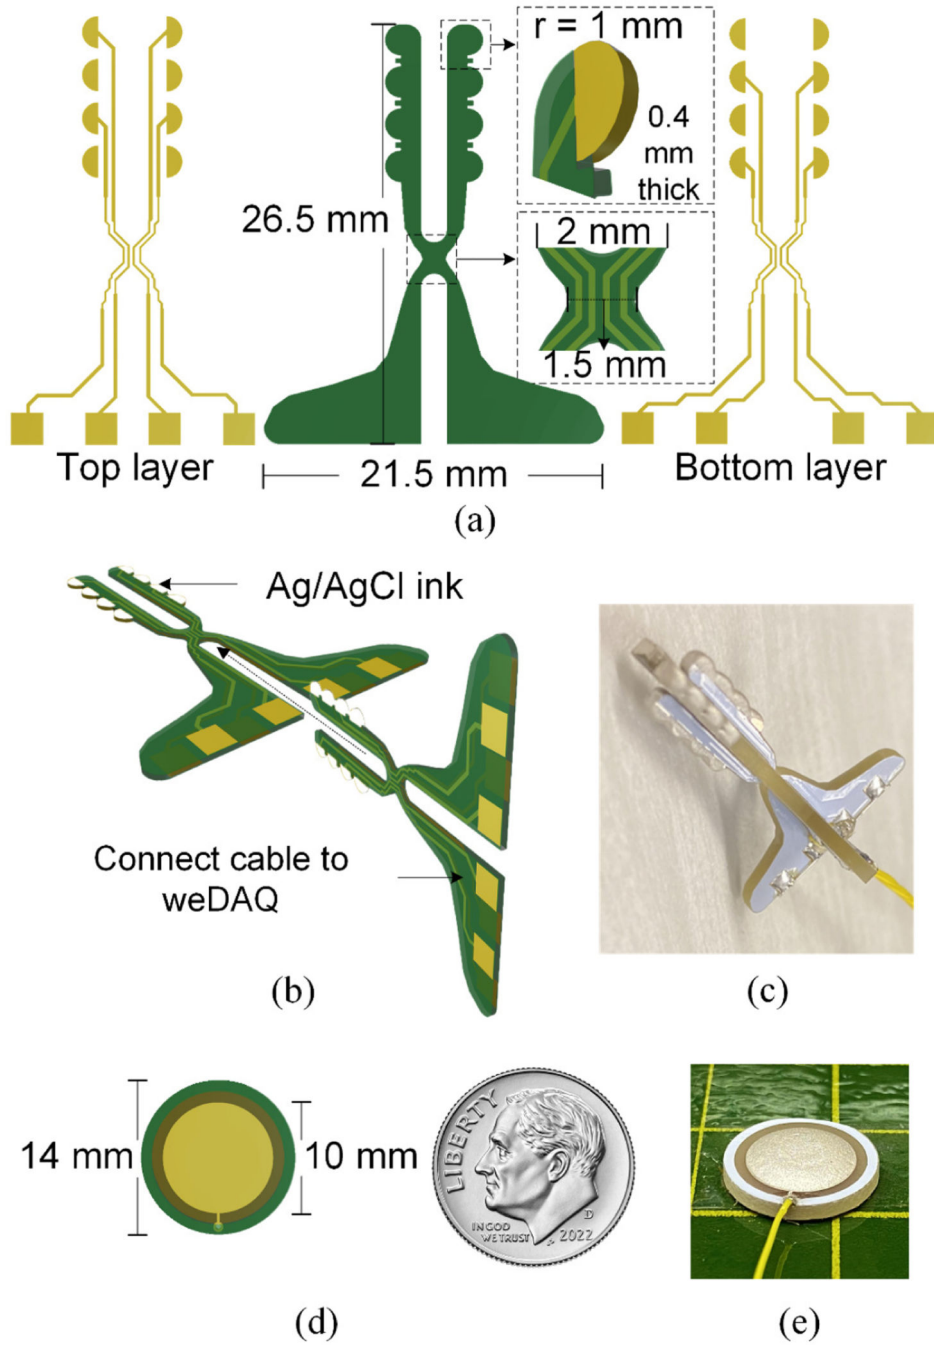 r = 1 mm
0.4
mm
thick
26.5 mm
2 mm
1.5 mm
Top layer
21.5 mm
Bottom layer
(a)
Ag/AgCl ink
Connect cable to
weDAQ
(b)
(c)
14 mm
10 mm
LIBERTY
IN GOD
WE TRUST
D
2022
(d)
(e)